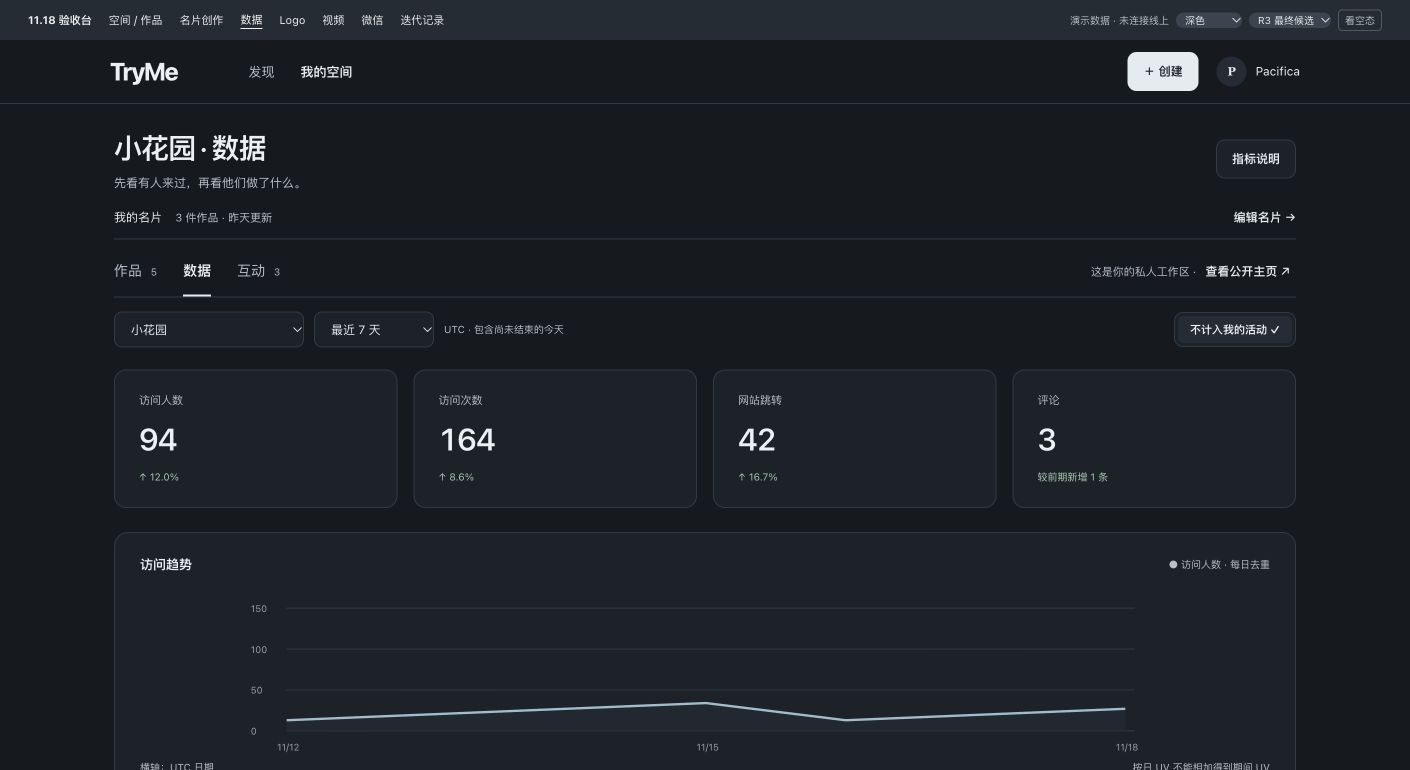 11.18 验收台 空间 / 作品 名片创作 数据 Logo 视频 微信 迭代记录 演示数据 · 未连接线上 深色 R3 最终候选 看空态
TryMe 发现 我的空间 + 创建 P Pacifica
小花园 · 数据
指标说明
先看有人来过，再看他们做了什么。
我的名片 3 件作品 · 昨天更新 编辑名片 →
作品 5 数据 互动 3 这是你的私人工作区 · 查看公开主页 ↗
小花园 最近 7 天 UTC · 包含尚未结束的今天 不计入我的活动 ✓
访问人数 访问次数 网站跳转 评论
94 164 42 3
↑ 12.0% ↑ 8.6% ↑ 16.7% 较前期新增 1 条
访问趋势 访问人数 · 每日去重
150
100
50
0
11/12 11/15 11/18
横轴：UTC 日期 按日 UV 不能相加得到期间 UV